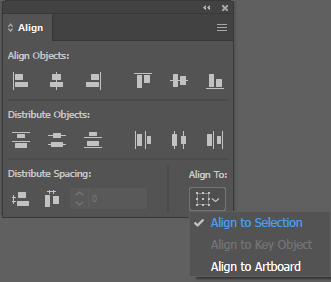 Align
Align Objects:
Distribute Objects:
Distribute Spacing:
Align To:
0
Align to Selection
Align to Key Object
Align to Artboard